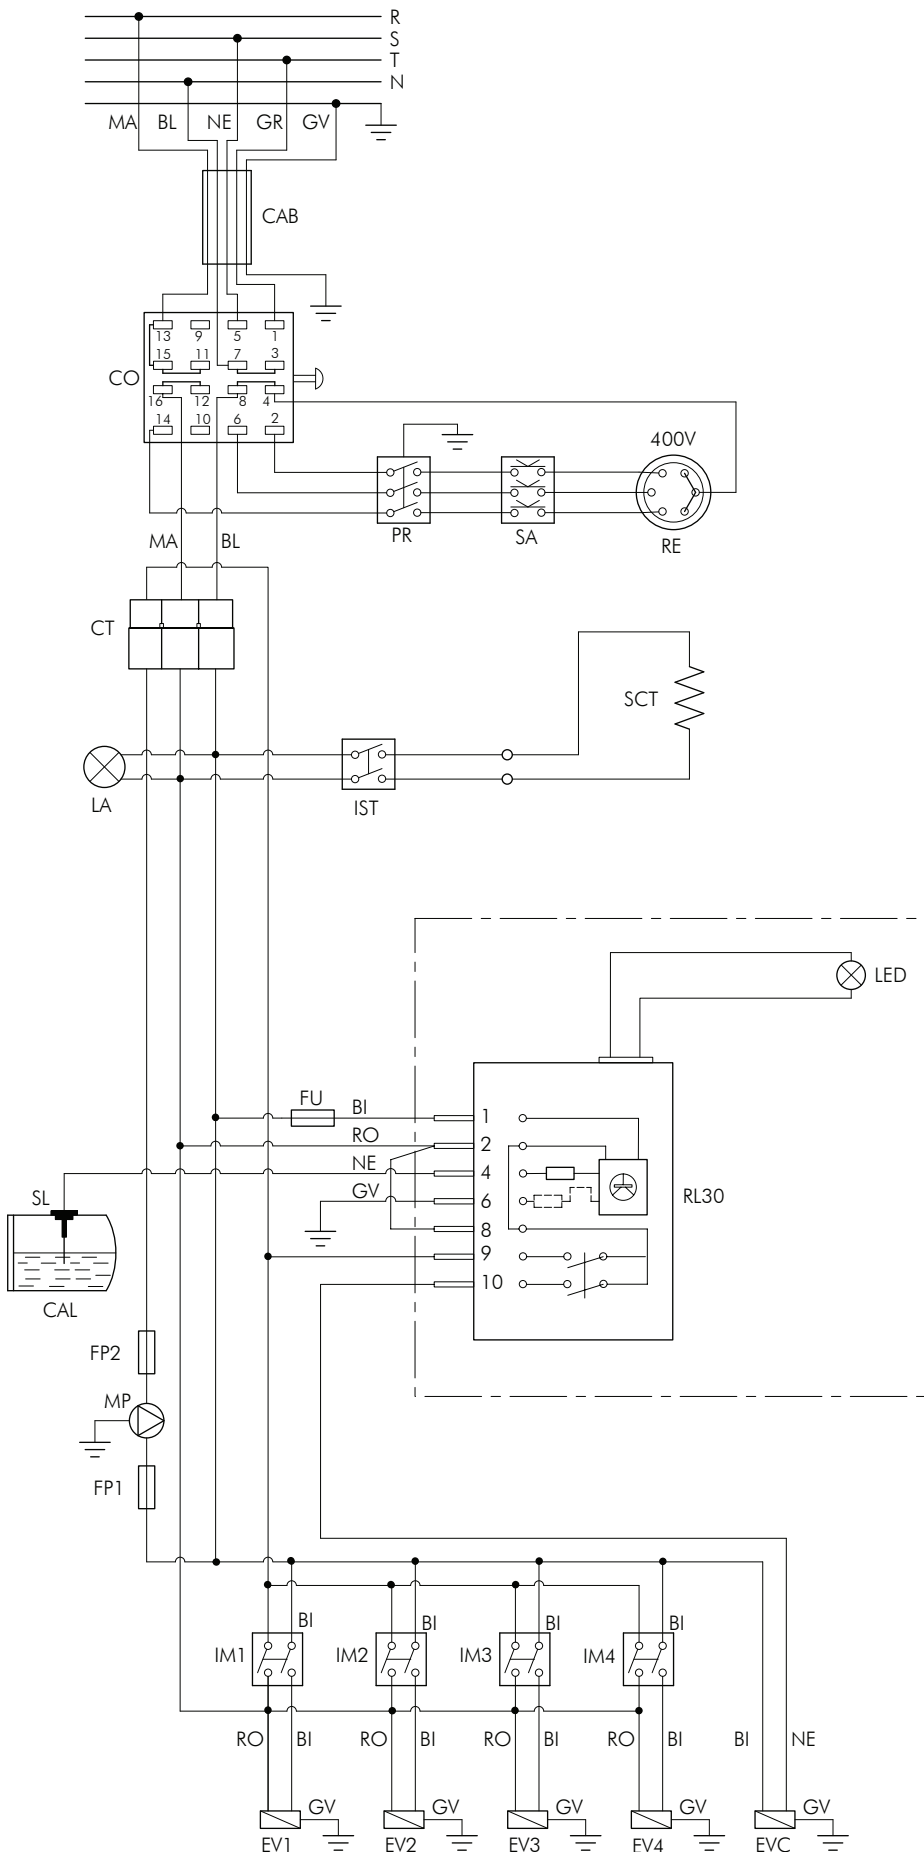 R
S
T
N
MA BL NE GR GV
CAB
13 9 5 1
15 11 7 3
CO
16 12 8 4
14 10 6 2
400V
PR SA RE
MA BL
CT
SCT
LA IST
LED
FU BI 1
RO 2
NE 4
GV 6
RL30
SL 8
9
10
CAL
FP2
MP
FP1
BI BI BI BI
IM1 IM2 IM3 IM4
RO BI RO BI RO BI RO BI BI NE
GV GV GV GV GV
EV1 EV2 EV3 EV4 EVC